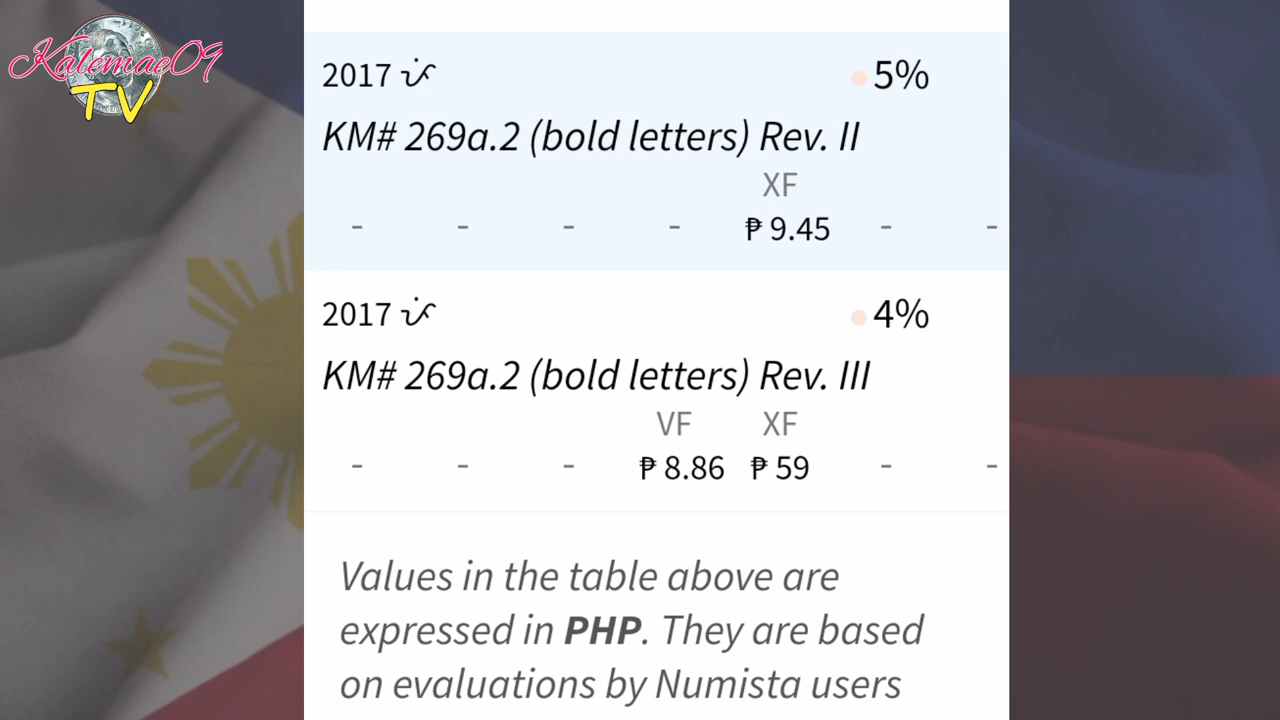 Kalemae09
TV
2017 5%
KM# 269a.2 (bold letters) Rev. II
XF
- - - - ₱ 9.45 - -
2017 4%
KM# 269a.2 (bold letters) Rev. III
VF XF
- - - ₱ 8.86 ₱ 59 - -
Values in the table above are
expressed in PHP. They are based
on evaluations by Numista users